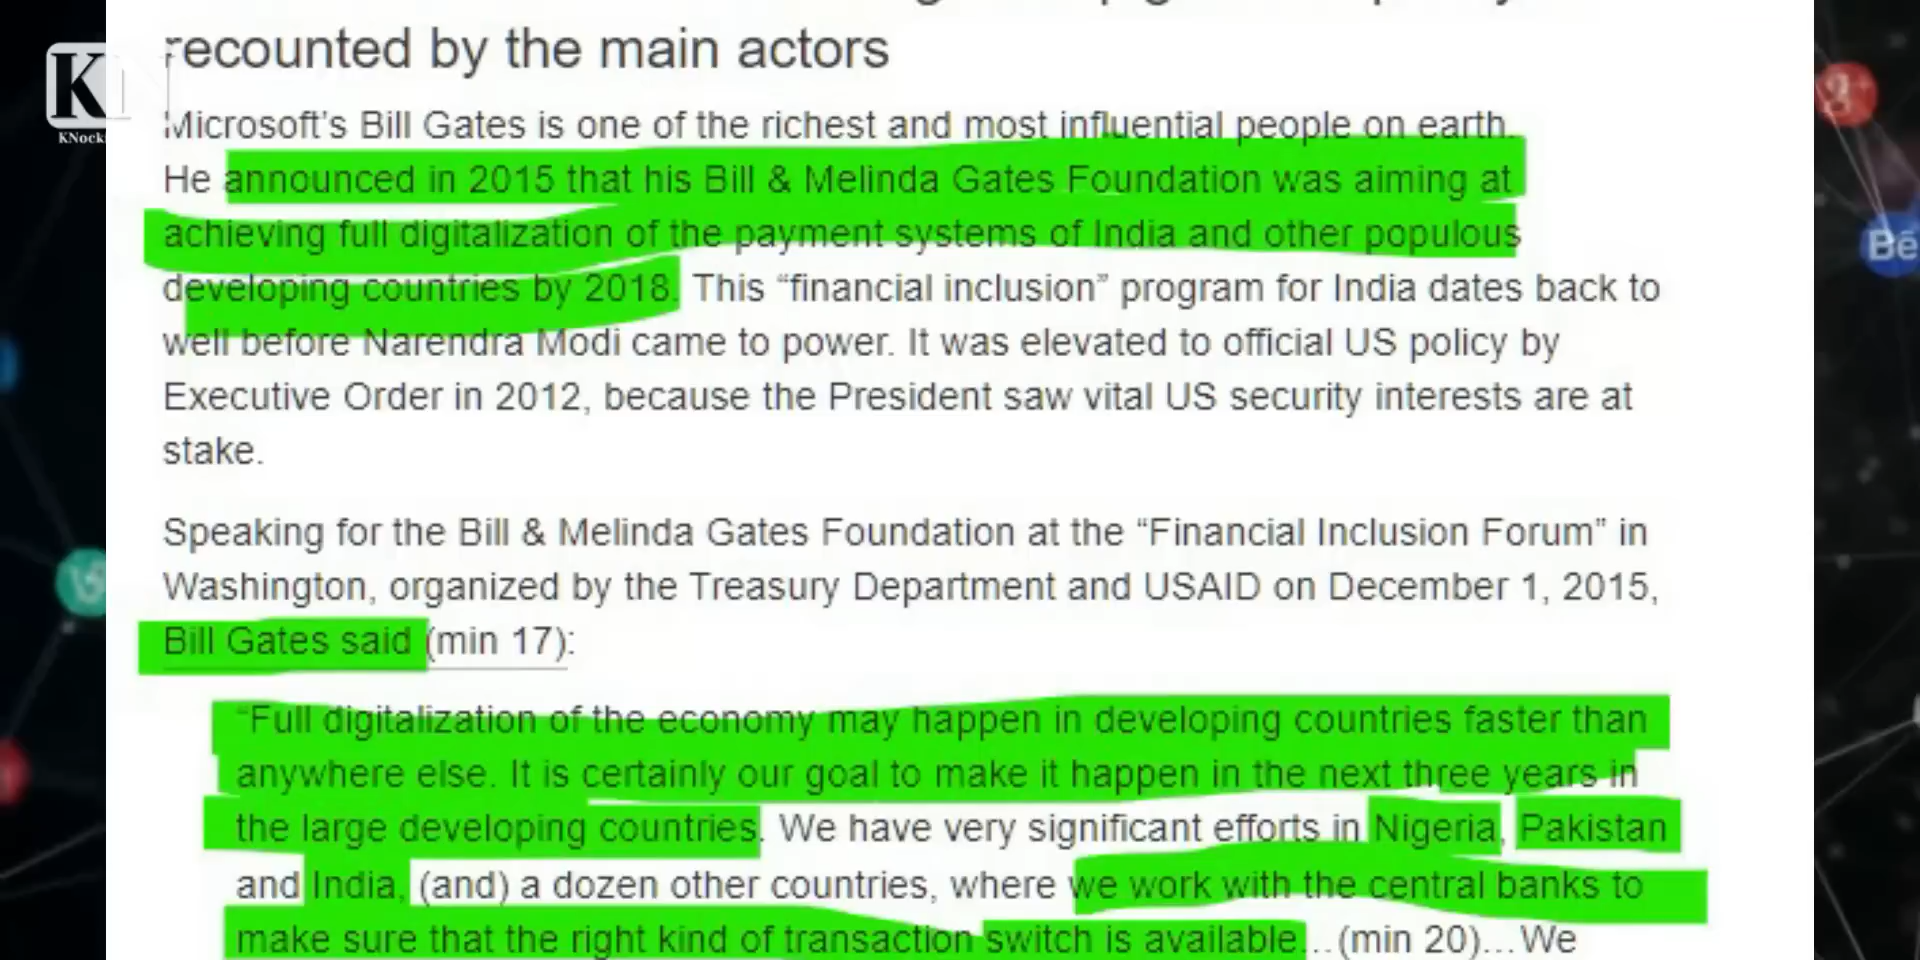 recounted by the main actors
KN
KNock
Microsoft's Bill Gates is one of the richest and most influential people on earth.
He announced in 2015 that his Bill & Melinda Gates Foundation was aiming at
achieving full digitalization of the payment systems of India and other populous
developing countries by 2018. This “financial inclusion” program for India dates back to
well before Narendra Modi came to power. It was elevated to official US policy by
Executive Order in 2012, because the President saw vital US security interests are at
stake.
Speaking for the Bill & Melinda Gates Foundation at the “Financial Inclusion Forum” in
Washington, organized by the Treasury Department and USAID on December 1, 2015,
Bill Gates said (min 17):
“Full digitalization of the economy may happen in developing countries faster than
anywhere else. It is certainly our goal to make it happen in the next three years in
the large developing countries. We have very significant efforts in Nigeria, Pakistan
and India, (and) a dozen other countries, where we work with the central banks to
make sure that the right kind of transaction switch is available…(min 20)…We
Bē